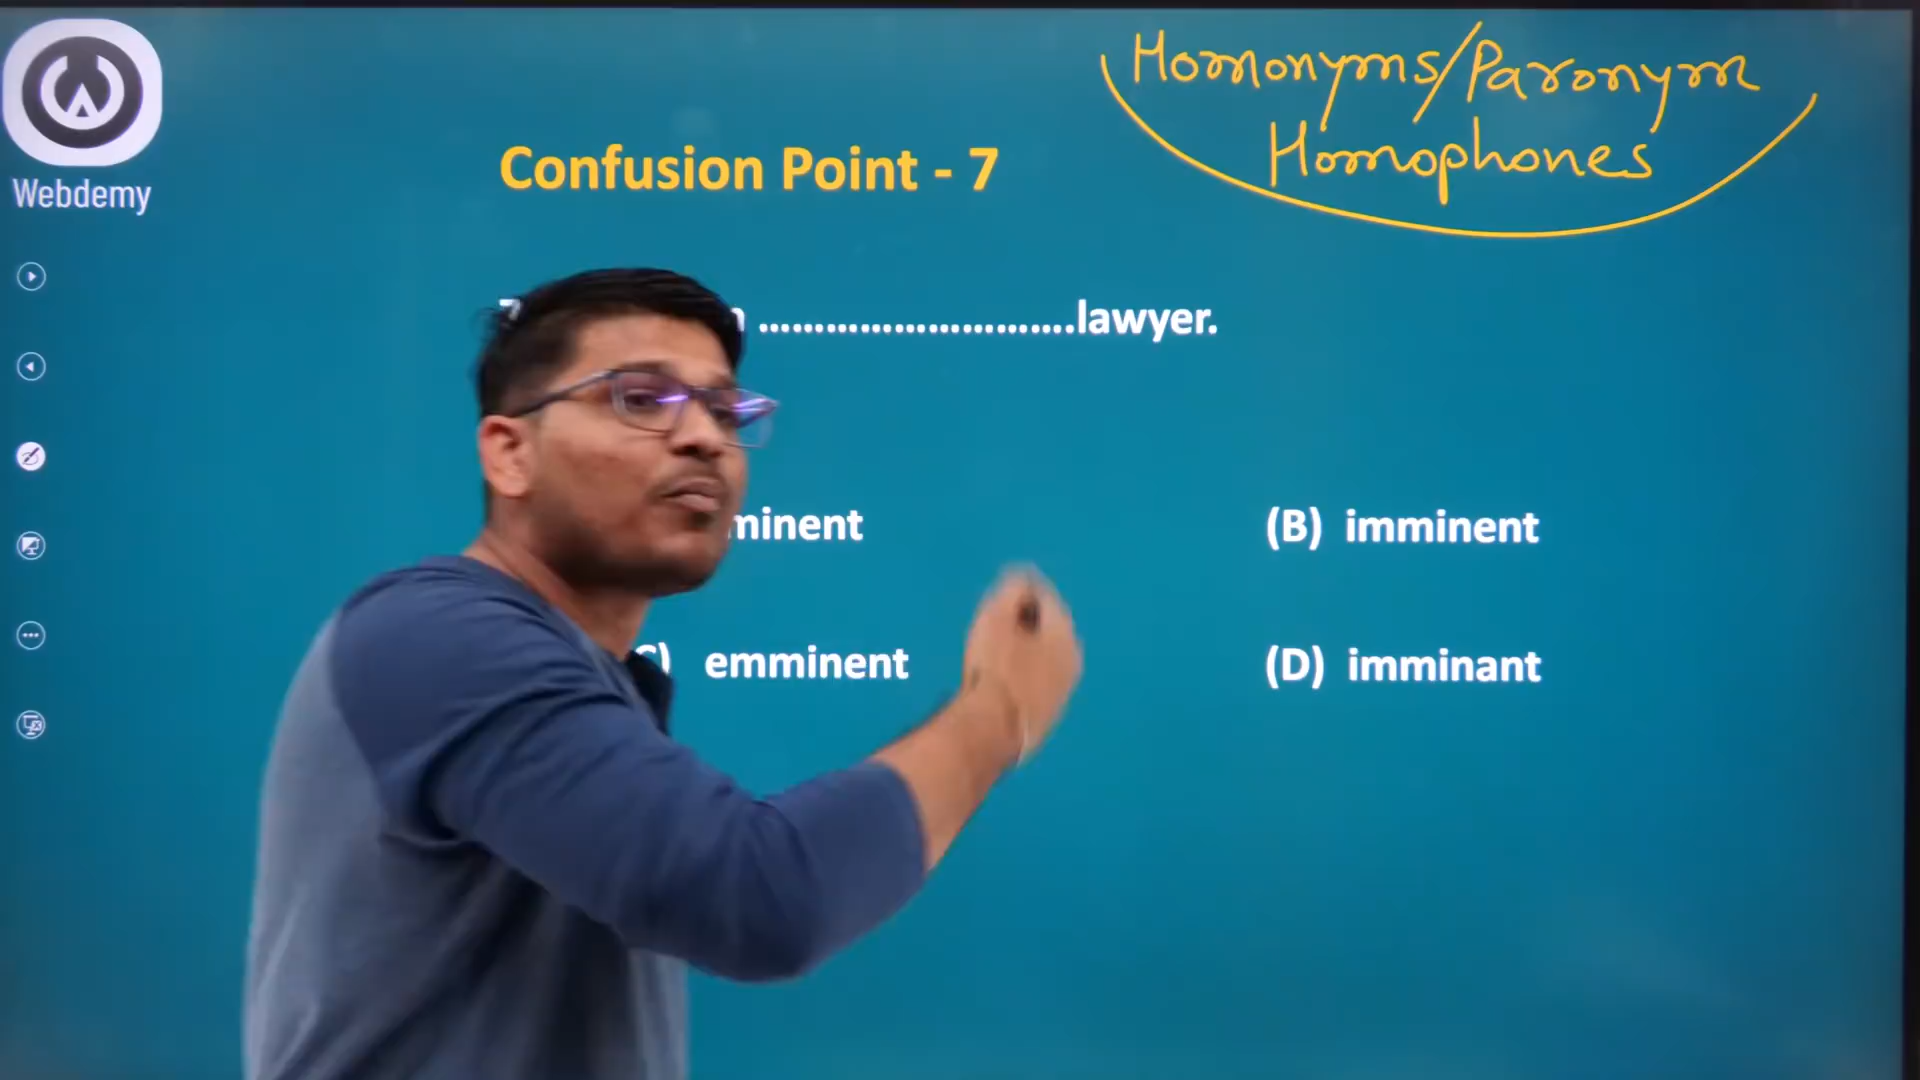 Homonyms/Paronym
Homophones
Webdemy
Confusion Point - 7
............................lawyer.
minent
(B) imminent
C) emminent
(D) imminant